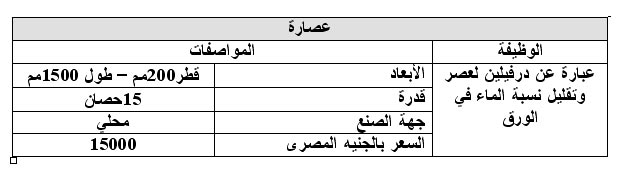 عصارة
الوظيفة المواصفات
عبارة عن درفيلين لعصر وتقليل نسبة الماء في الورق
الأبعاد قطر200مم – طول 1500مم
قدرة 15حصان
جهة الصنع محلي
السعر بالجنيه المصرى 15000